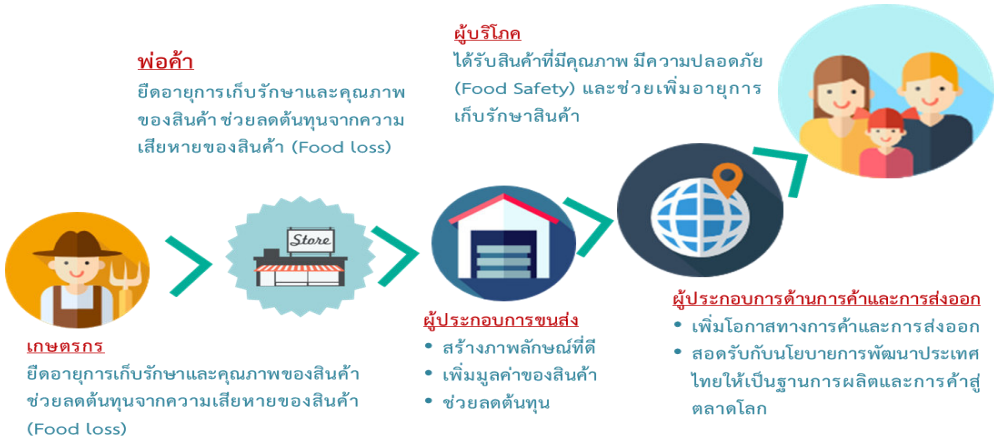 พ่อค้า
ยืดอายุการเก็บรักษาและคุณภาพ
ของสินค้า ช่วยลดต้นทุนจากความ
เสียหายของสินค้า (Food loss)
ผู้บริโภค
ได้รับสินค้าที่มีคุณภาพ มีความปลอดภัย
(Food Safety) และช่วยเพิ่มอายุการ
เก็บรักษาสินค้า
Store
เกษตรกร
ยืดอายุการเก็บรักษาและคุณภาพของสินค้า
ช่วยลดต้นทุนจากความเสียหายของสินค้า
(Food loss)
ผู้ประกอบการขนส่ง
• สร้างภาพลักษณ์ที่ดี
• เพิ่มมูลค่าของสินค้า
• ช่วยลดต้นทุน
ผู้ประกอบการด้านการค้าและการส่งออก
• เพิ่มโอกาสทางการค้าและการส่งออก
• สอดรับกับนโยบายการพัฒนาประเทศ
ไทยให้เป็นฐานการผลิตและการค้าสู่
ตลาดโลก